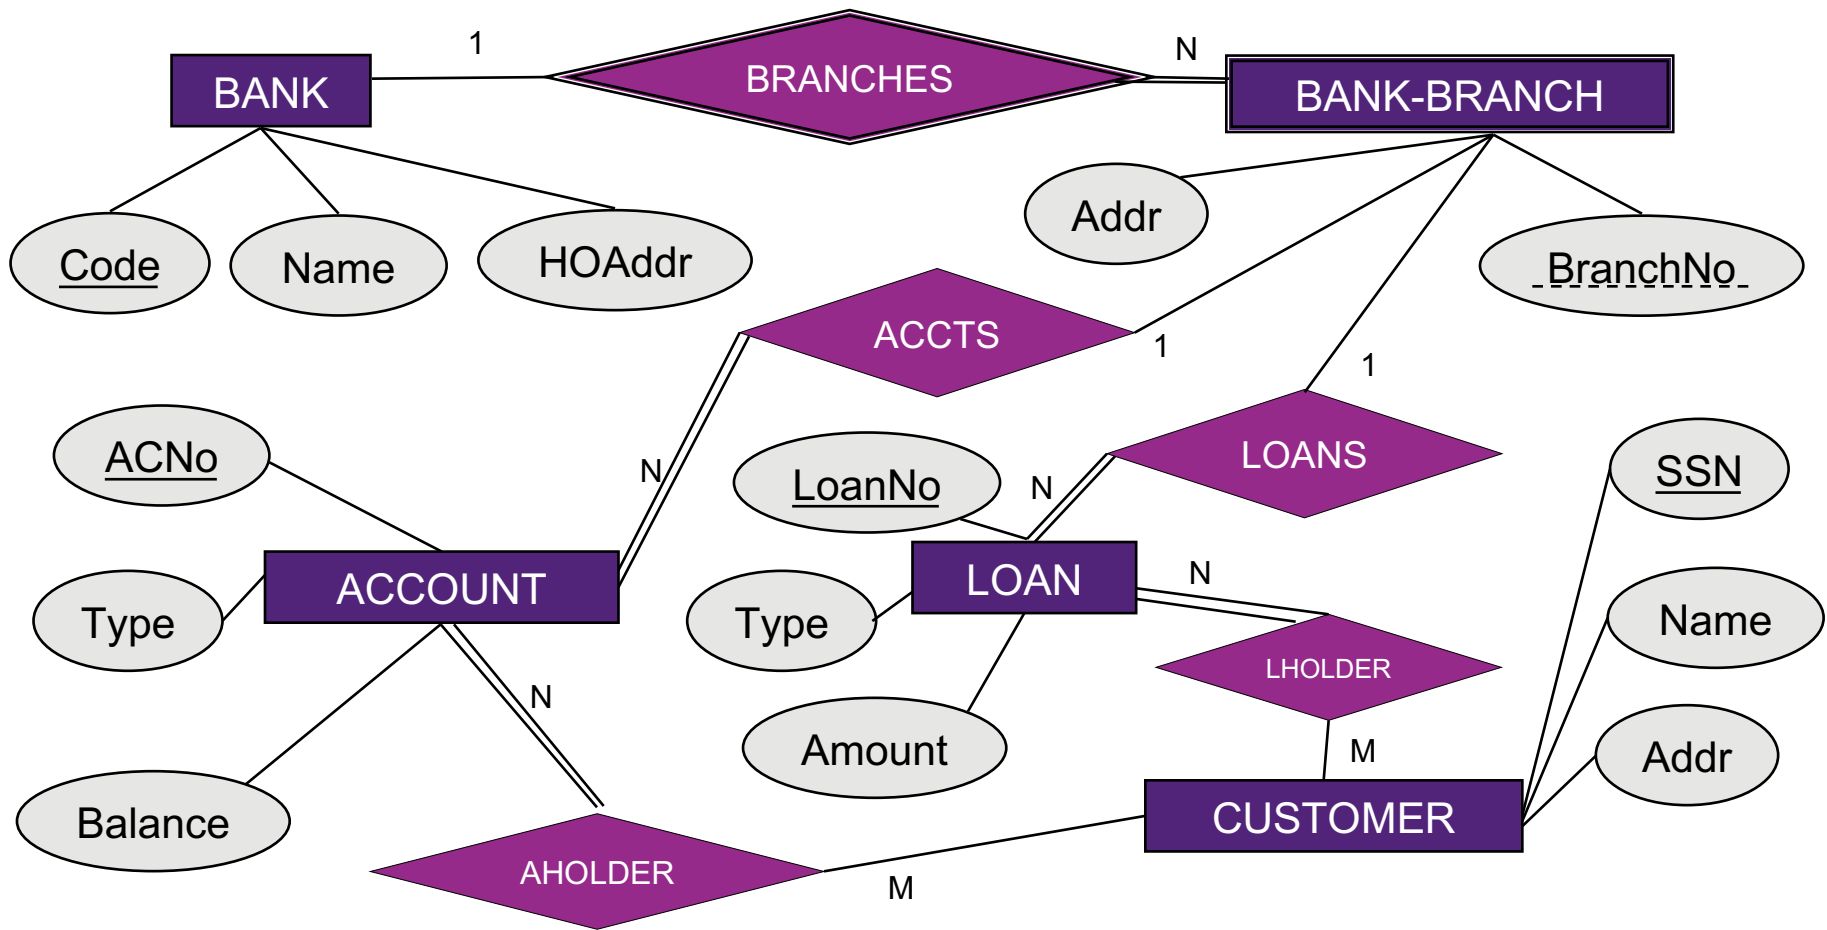 1
N
BANK
BRANCHES
BANK-BRANCH
Code
Name
HOAddr
Addr
BranchNo
ACCTS
1
1
ACNo
N
LoanNo
N
LOANS
SSN
ACCOUNT
LOAN
N
Type
Type
Name
LHOLDER
N
Amount
M
Addr
Balance
CUSTOMER
AHOLDER
M